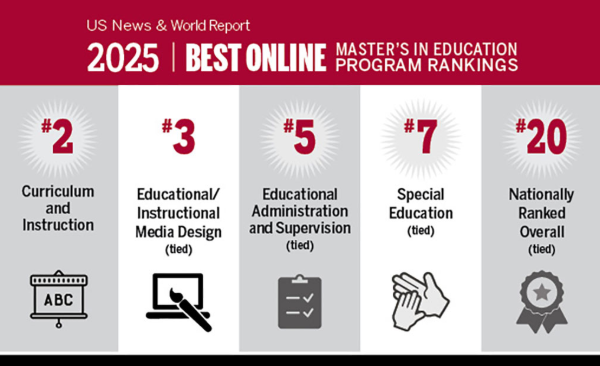 US News & World Report
2025 | BEST ONLINE MASTER'S IN EDUCATION PROGRAM RANKINGS
#2
Curriculum
and
Instruction
ABC
#3
Educational/
Instructional
Media Design
(tied)
#5
Educational
Administration
and Supervision
(tied)
#7
Special
Education
(tied)
#20
Nationally
Ranked
Overall
(tied)